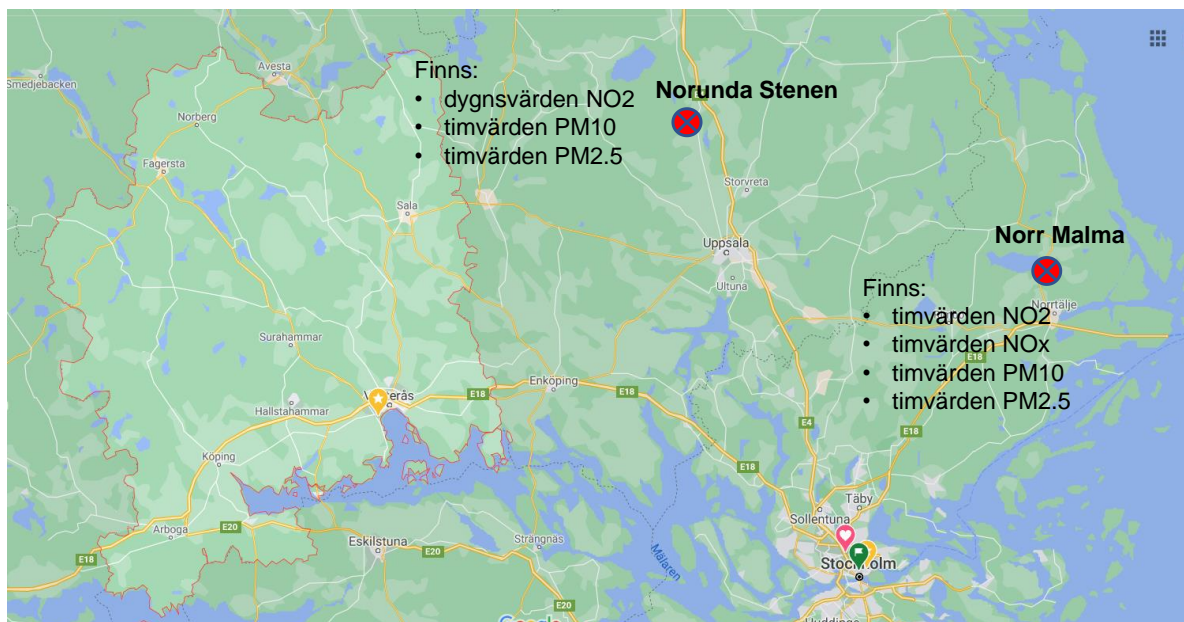 Finns:
• dygnsvärden NO2
• timvärden PM10
• timvärden PM2.5
Norunda Stenen
Norr Malma
Finns:
• timvärden NO2
• timvärden NOx
• timvärden PM10
• timvärden PM2.5
Smedjebacken
Avesta
Norberg
Fagersta
Sala
Storvreta
Uppsala
Ultuna
Norrtälje
E18
Surahammar
Enköping
Hallstahammar
E18
E18
E4
E18
Köping
E18
Täby
Sollentuna
Arboga
E20
Eskilstuna
E20
Strängnäs
Mälaren
Stockholm
E18
E20
Huddinge